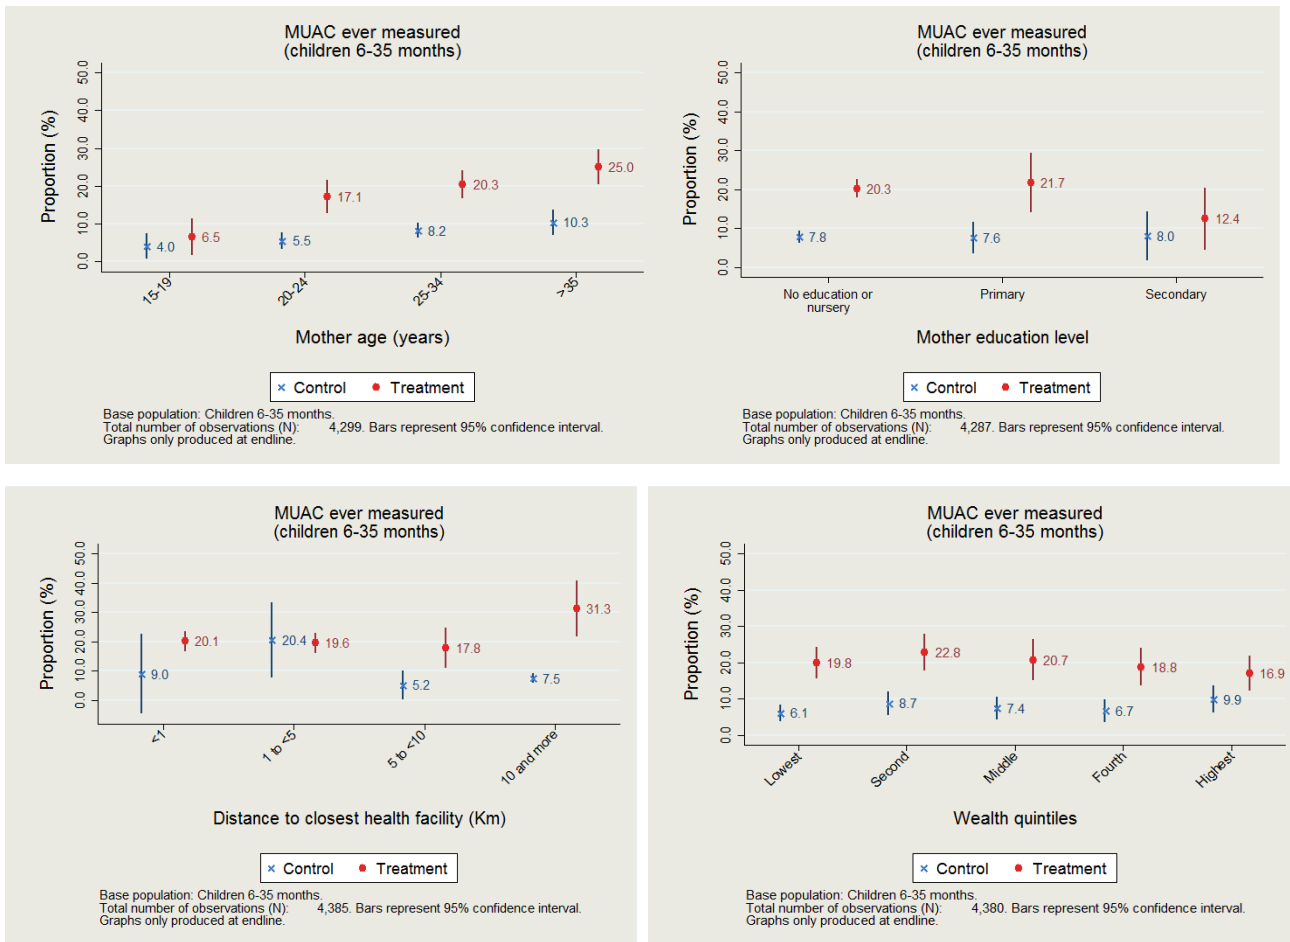 MUAC ever measured
(children 6-35 months)
Proportion (%)
50.0
40.0
30.0
20.0
10.0
0.0
4.0
6.5
5.5
17.1
8.2
20.3
10.3
25.0
15-19
20-24
25-34
>35
Mother age (years)
Control
Treatment
Base population: Children 6-35 months.
Total number of observations (N): 4,299. Bars represent 95% confidence interval.
Graphs only produced at endline.
MUAC ever measured
(children 6-35 months)
Proportion (%)
50.0
40.0
30.0
20.0
10.0
0.0
7.8
20.3
7.6
21.7
8.0
12.4
No education or
nursery
Primary
Secondary
Mother education level
Control
Treatment
Base population: Children 6-35 months.
Total number of observations (N): 4,287. Bars represent 95% confidence interval.
Graphs only produced at endline.
MUAC ever measured
(children 6-35 months)
Proportion (%)
50.0
40.0
30.0
20.0
10.0
0.0
9.0
20.1
20.4
19.6
5.2
17.8
7.5
31.3
<1
1 to <5
5 to <10
10 and more
Distance to closest health facility (Km)
Control
Treatment
Base population: Children 6-35 months.
Total number of observations (N): 4,385. Bars represent 95% confidence interval.
Graphs only produced at endline.
MUAC ever measured
(children 6-35 months)
Proportion (%)
50.0
40.0
30.0
20.0
10.0
0.0
6.1
19.8
8.7
22.8
7.4
20.7
6.7
18.8
9.9
16.9
Lowest
Second
Middle
Fourth
Highest
Wealth quintiles
Control
Treatment
Base population: Children 6-35 months.
Total number of observations (N): 4,380. Bars represent 95% confidence interval.
Graphs only produced at endline.